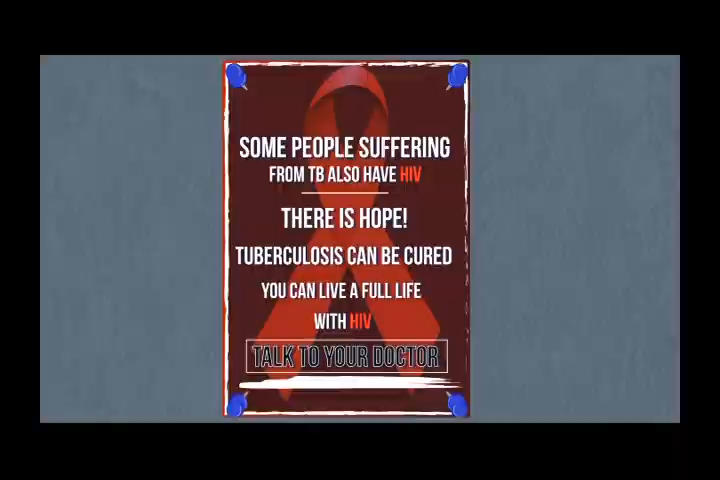 SOME PEOPLE SUFFERING
FROM TB ALSO HAVE HIV
THERE IS HOPE!
TUBERCULOSIS CAN BE CURED
YOU CAN LIVE A FULL LIFE
WITH HIV
TALK TO YOUR DOCTOR